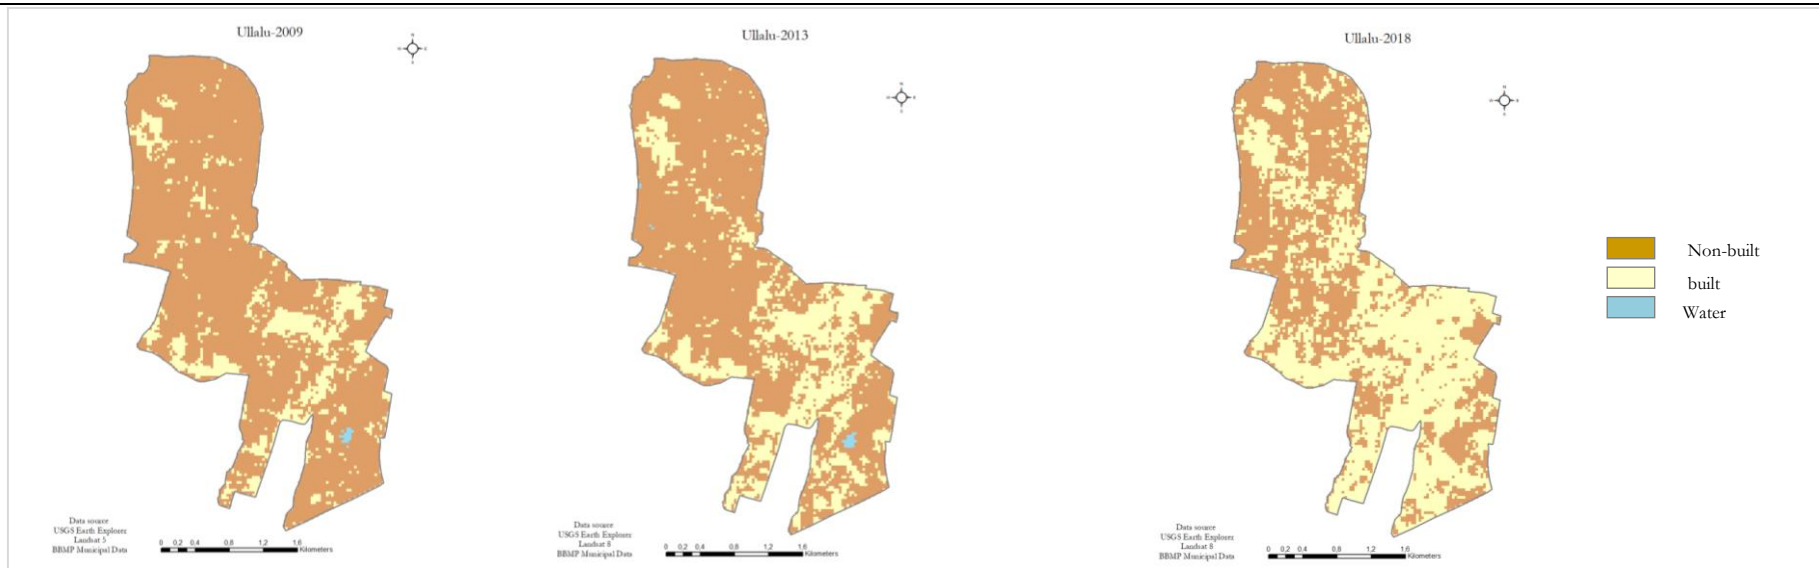 Ullalu-2009
Ullalu-2013
Ullalu-2018
Non-built
built
Water
Data source
USGS Earth Explorer
Landsat 5
BBMP Municipal Data
0 0.2 0.4 0.8 1.2 1.6
Kilometers
Data source
USGS Earth Explorer
Landsat 8
BBMP Municipal Data
0 0.2 0.4 0.8 1.2 1.6
Kilometers
Data source
USGS Earth Explorer
Landsat 8
BBMP Municipal Data
0 0.2 0.4 0.8 1.2 1.6
Kilometers